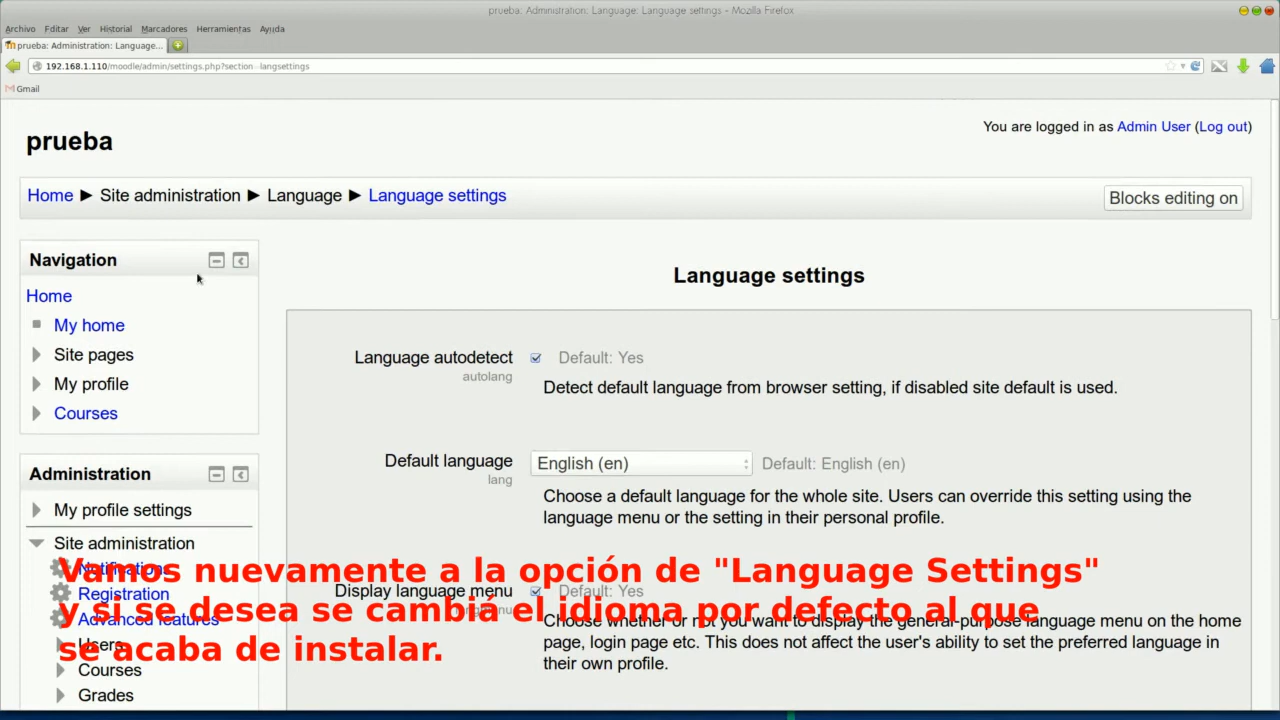 prueba: Administration: Language: Language settings - Mozilla Firefox
Archivo Editar Ver Historial Marcadores Herramientas Ayuda
prueba: Administration: Language...
192.168.1.110/moodle/admin/settings.php?section=langsettings
Gmail
You are logged in as Admin User (Log out)
prueba
Home ► Site administration ► Language ► Language settings
Blocks editing on
Navigation
Home
My home
Site pages
My profile
Courses
Administration
My profile settings
Site administration
Notifications
Registration
Advanced features
Users
Courses
Grades
Language settings
Language autodetect
autolang
Default: Yes
Detect default language from browser setting, if disabled site default is used.
Default language
lang
English (en)
Default: English (en)
Choose a default language for the whole site. Users can override this setting using the
language menu or the setting in their personal profile.
Display language menu
langmenu
Default: Yes
Choose whether or not you want to display the general-purpose language menu on the home
page, login page etc. This does not affect the user's ability to set the preferred language in
their own profile.
Vamos nuevamente a la opción de "Language Settings"
y si se desea se cambiá el idioma por defecto al que
se acaba de instalar.